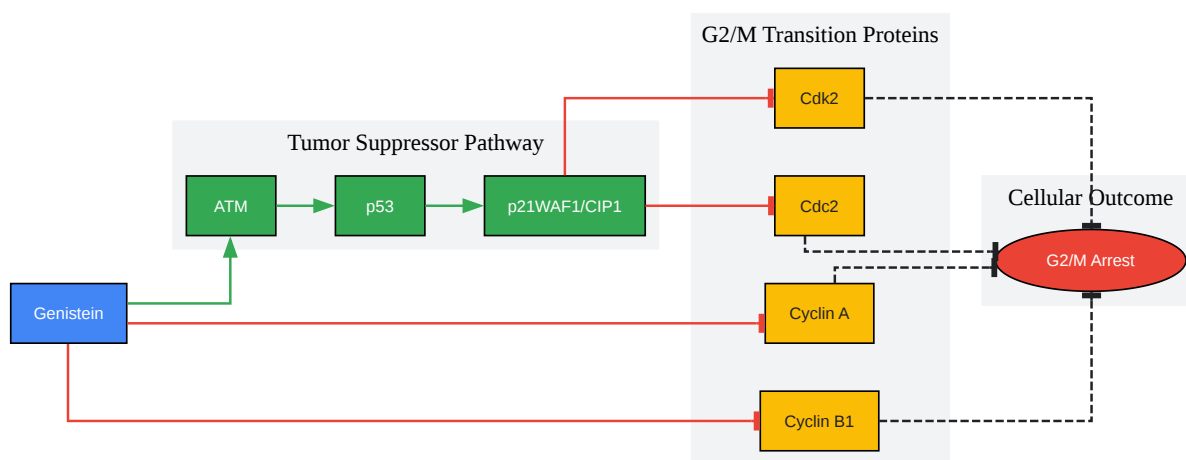 G2/M Transition Proteins
Cdk2
Tumor Suppressor Pathway
ATM
p53
p21WAF1/CIP1
Cdc2
Cellular Outcome
G2/M Arrest
Genistein
Cyclin A
Cyclin B1